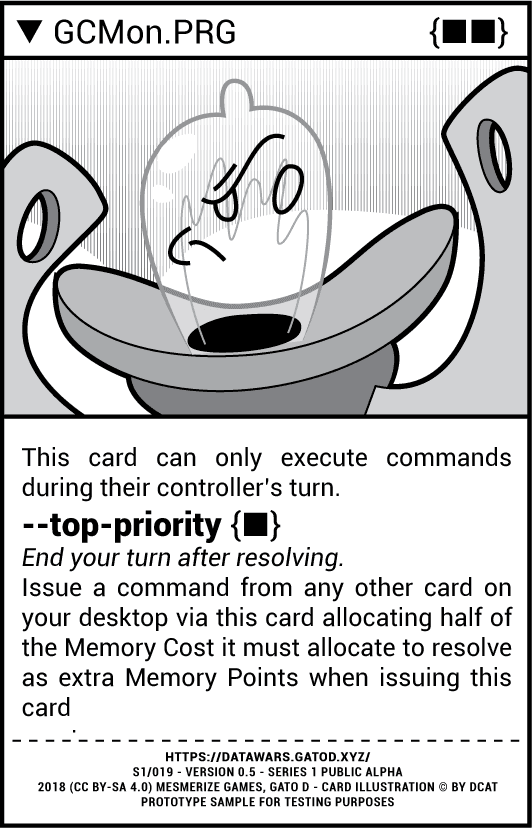 ▼ GCMon.PRG {■■}
This card can only execute commands
during their controller's turn.
--top-priority {■}
End your turn after resolving.
Issue a command from any other card on
your desktop via this card allocating half of
the Memory Cost it must allocate to resolve
as extra Memory Points when issuing this
card
.
HTTPS://DATAWARS.GATOD.XYZ/
S1/019 - VERSION 0.5 - SERIES 1 PUBLIC ALPHA
2018 (CC BY-SA 4.0) MESMERIZE GAMES, GATO D - CARD ILLUSTRATION © BY DCAT
PROTOTYPE SAMPLE FOR TESTING PURPOSES